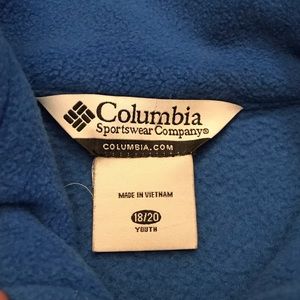 Columbia
Sportswear Company®
COLUMBIA.COM
MADE IN VIETNAM
18/20
YOUTH